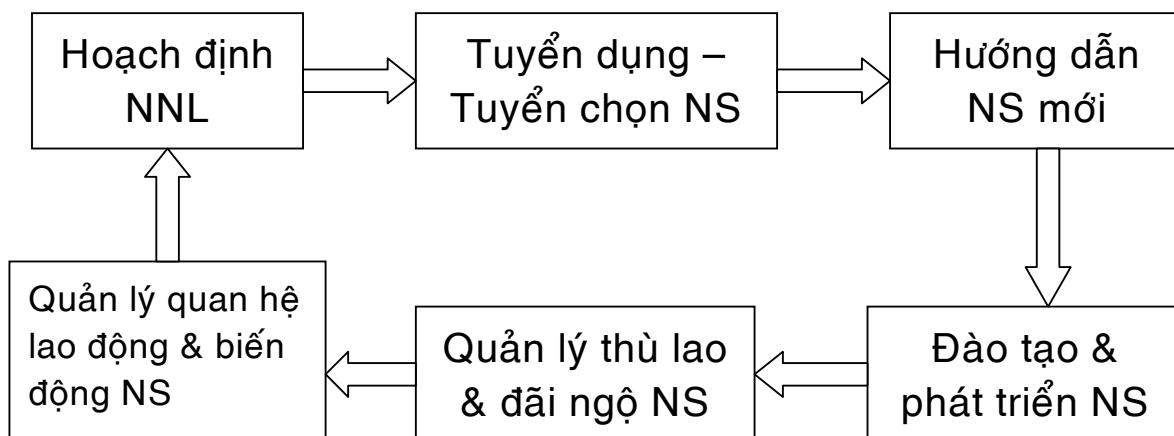 Hoạch định
NNL
Tuyển dụng –
Tuyển chọn NS
Hướng dẫn
NS mới
Đào tạo &
phát triển NS
Quản lý thù lao
& đãi ngộ NS
Quản lý quan hệ
lao động & biến
động NS